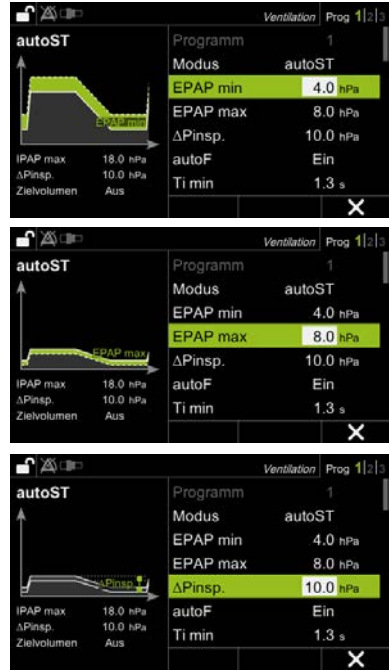 Ventilation Prog 1|2|3
autoST
Programm 1
Modus autoST
EPAP min 4.0 hPa
EPAP max 8.0 hPa
ΔPinsp. 10.0 hPa
autoF Ein
Ti min 1.3 s
EPAP min
IPAP max 18.0 hPa
ΔPinsp. 10.0 hPa
Zielvolumen Aus
X
Ventilation Prog 1|2|3
autoST
Programm 1
Modus autoST
EPAP min 4.0 hPa
EPAP max 8.0 hPa
ΔPinsp. 10.0 hPa
autoF Ein
Ti min 1.3 s
EPAP max
IPAP max 18.0 hPa
ΔPinsp. 10.0 hPa
Zielvolumen Aus
X
Ventilation Prog 1|2|3
autoST
Programm 1
Modus autoST
EPAP min 4.0 hPa
EPAP max 8.0 hPa
ΔPinsp. 10.0 hPa
autoF Ein
Ti min 1.3 s
ΔPinsp.
IPAP max 18.0 hPa
ΔPinsp. 10.0 hPa
Zielvolumen Aus
X